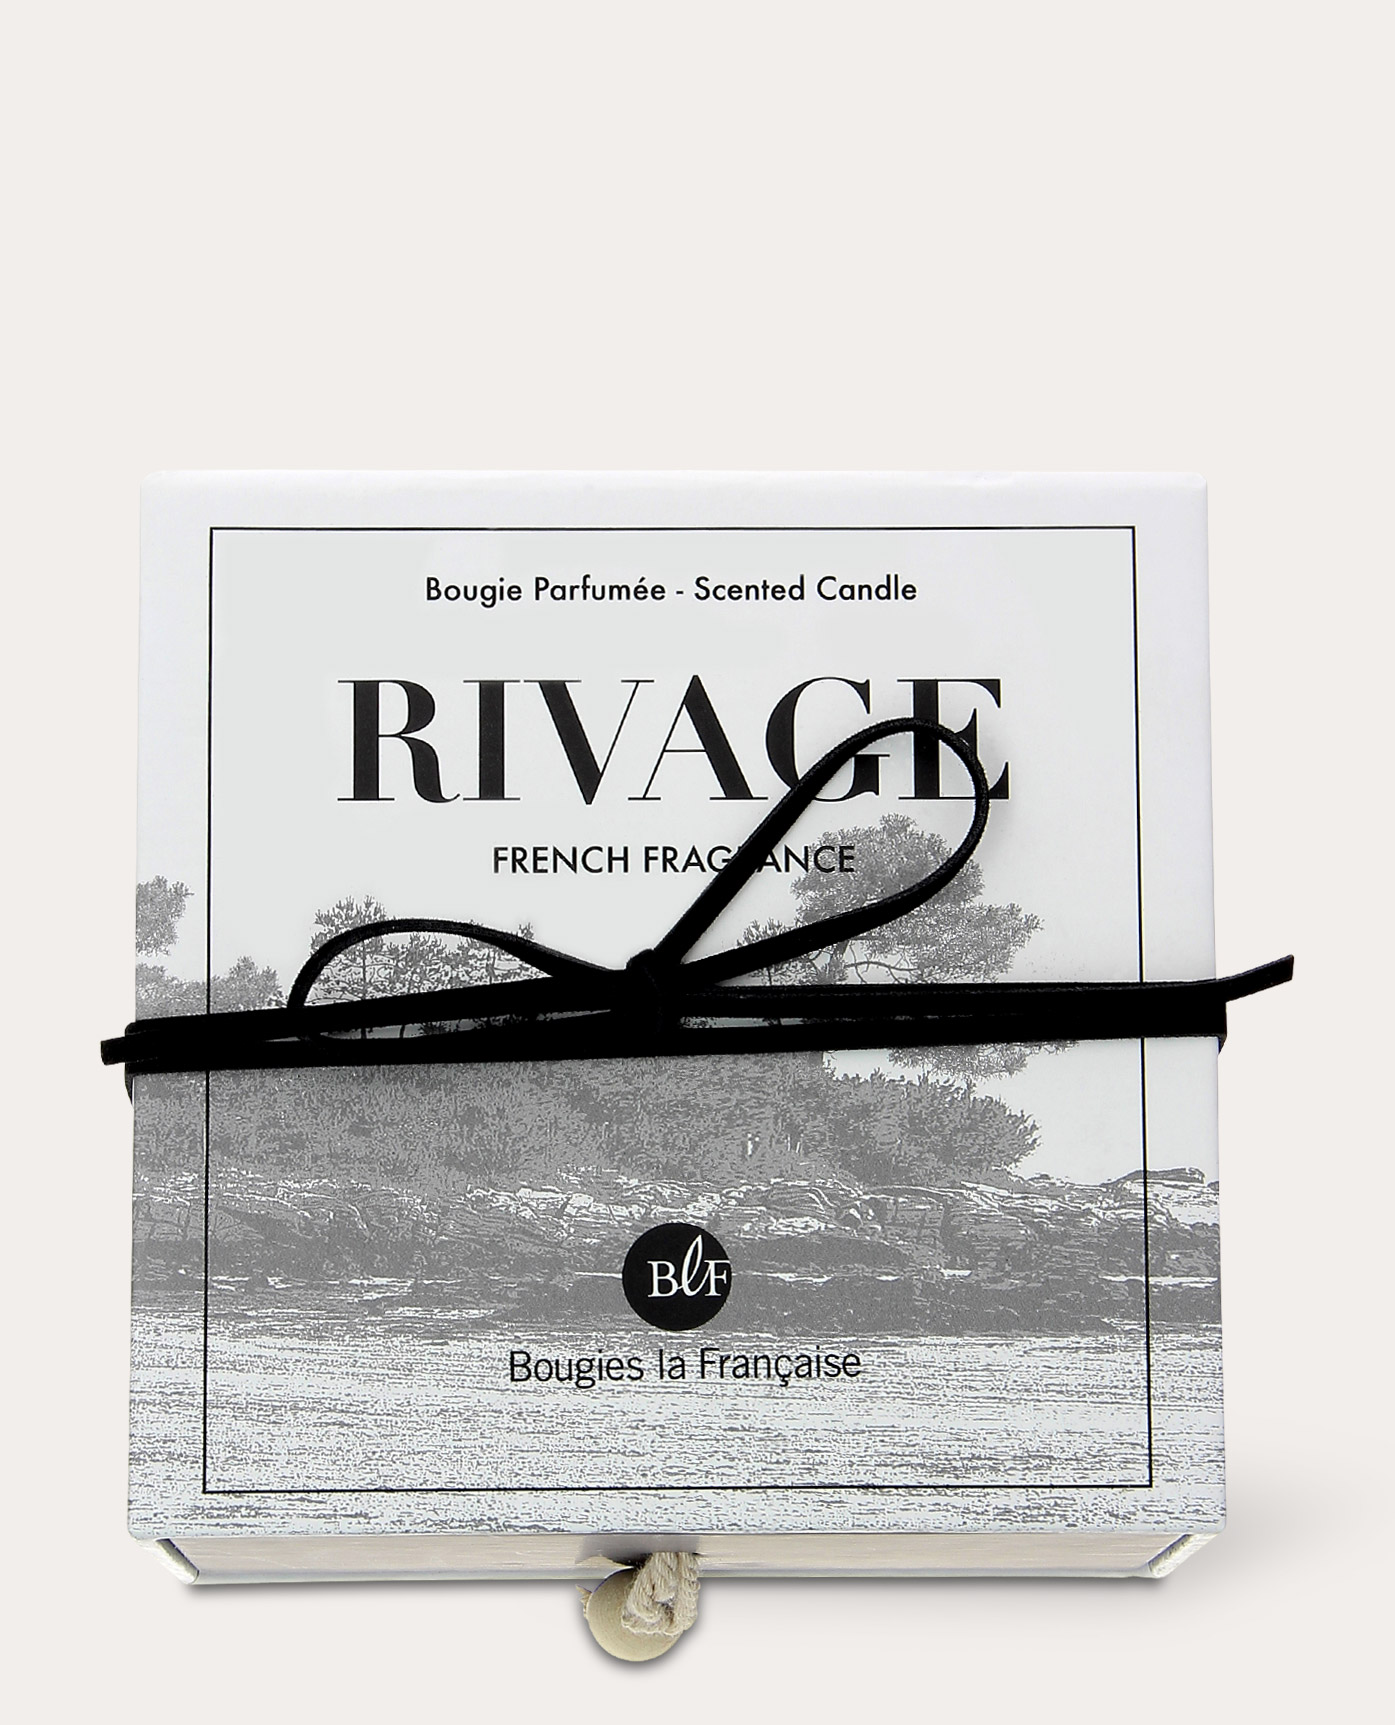 Bougie Parfumée - Scented Candle
RIVAGE
FRENCH FRAGRANCE
BlF
Bougies la Française